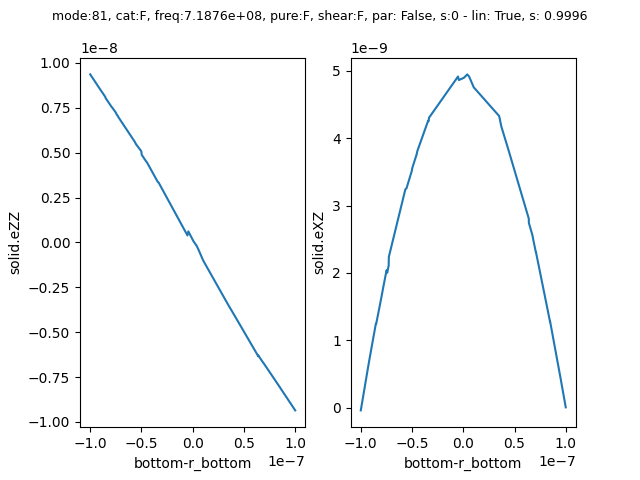 mode:81, cat:F, freq:7.1876e+08, pure:F, shear:F, par: False, s:0 - lin: True, s: 0.9996
1e−8
1.00
0.75
0.50
0.25
0.00
−0.25
−0.50
−0.75
−1.00
solid.eZZ
−1.0
−0.5
0.0
0.5
1.0
bottom-r_bottom
1e−7
1e−9
5
4
3
2
1
0
solid.eXZ
−1.0
−0.5
0.0
0.5
1.0
bottom-r_bottom
1e−7